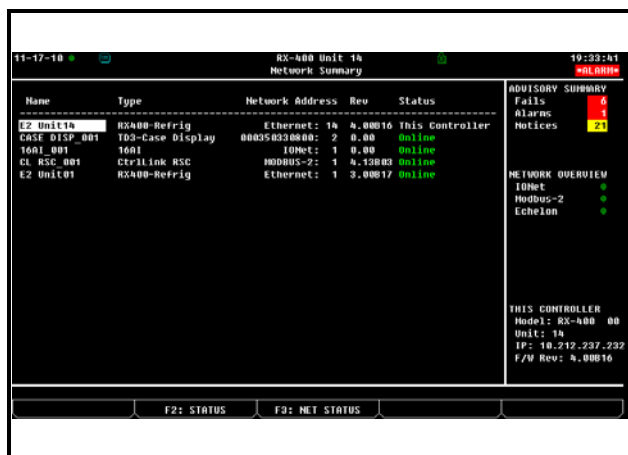 11-17-10
RX-400 Unit 14
19:33:41
Network Summary
*ALARM*
Name Type Network Address Rev Status
E2 Unit14 RX400-Refrig Ethernet: 14 4.00B16 This Controller
CASE DISP_001 TD3-Case Display 000350330800: 2 0.00 Online
16AI_001 16AI IONet: 1 0.00 Online
CL RSC_001 CtrlLink RSC MODBUS-2: 1 4.13B03 Online
E2 Unit01 RX400-Refrig Ethernet: 1 3.00B17 Online
ADVISORY SUMMARY
Fails 6
Alarms 1
Notices 21
NETWORK OVERVIEW
IONet
Modbus-2
Echelon
THIS CONTROLLER
Model: RX-400 00
Unit: 14
IP: 10.212.237.232
F/W Rev: 4.00B16
F2: STATUS F3: NET STATUS